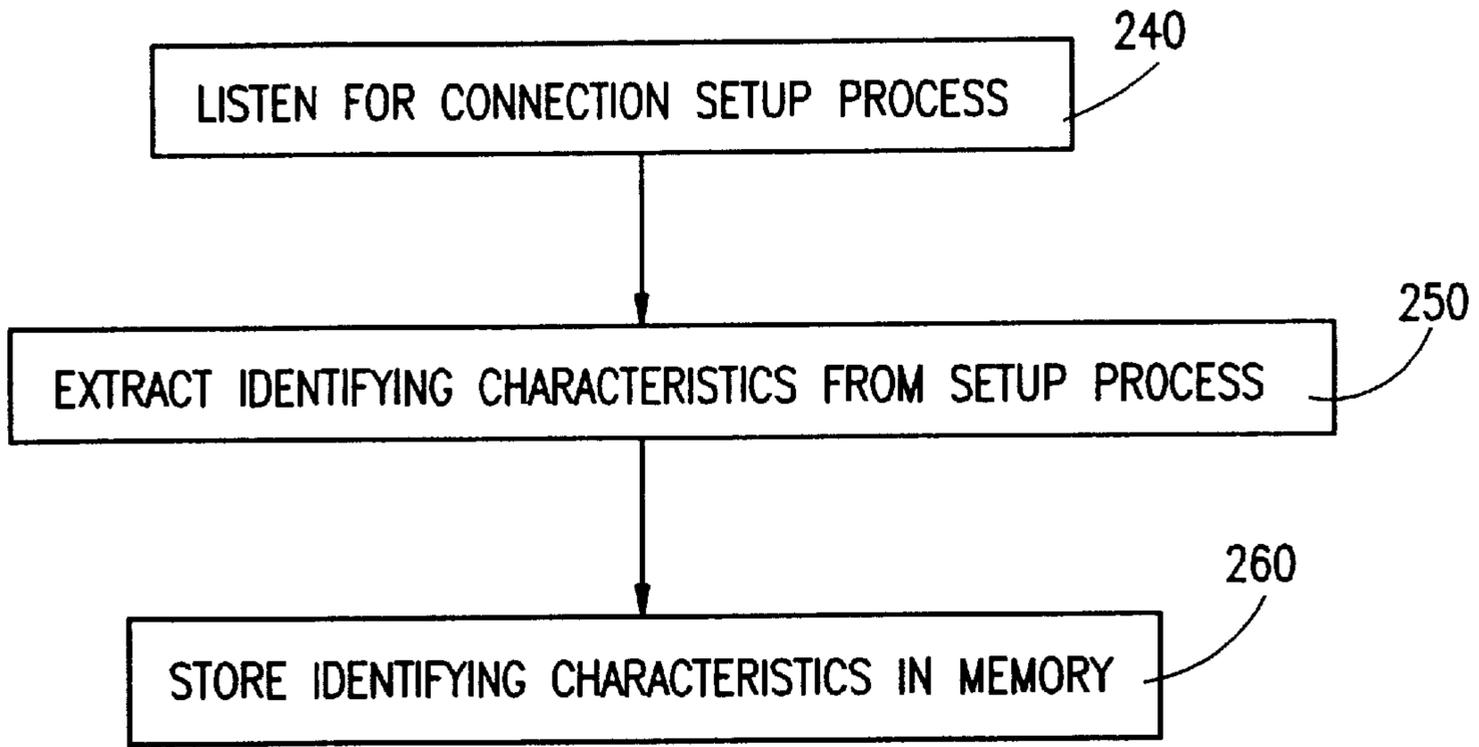 240
LISTEN FOR CONNECTION SETUP PROCESS
250
EXTRACT IDENTIFYING CHARACTERISTICS FROM SETUP PROCESS
260
STORE IDENTIFYING CHARACTERISTICS IN MEMORY